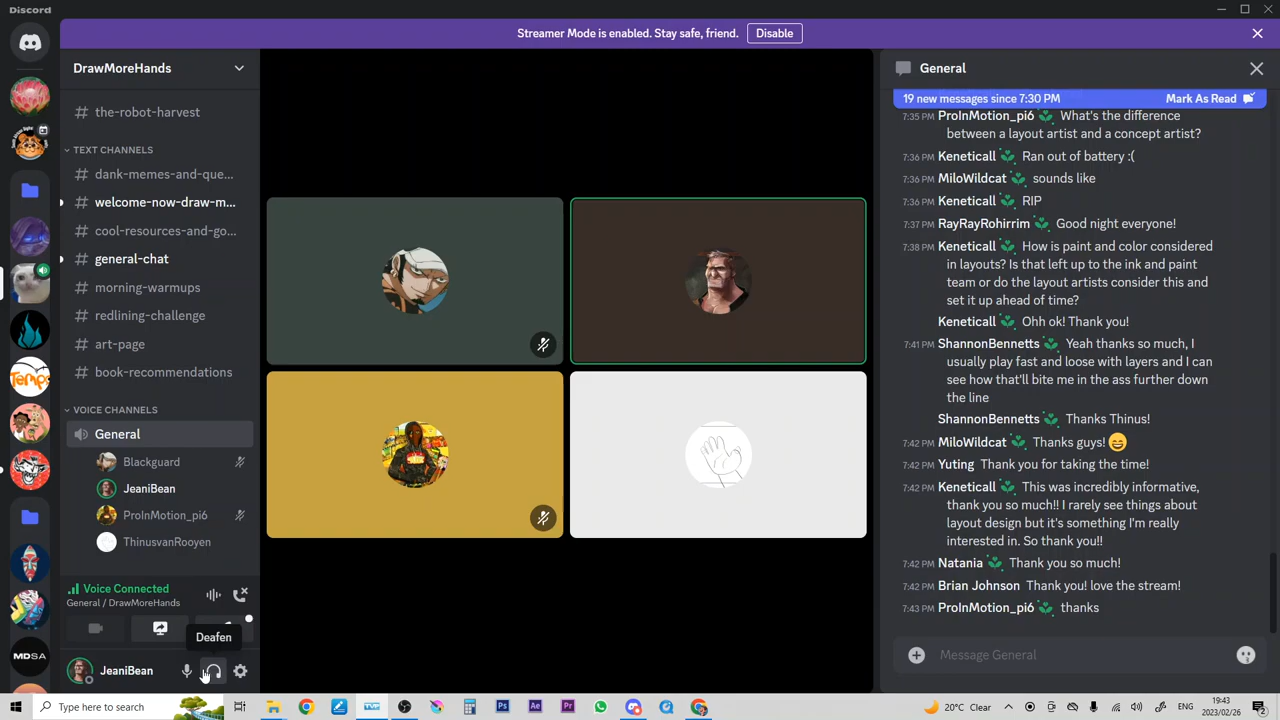 Discord
Streamer Mode is enabled. Stay safe, friend.
Disable
DrawMoreHands
# the-robot-harvest
TEXT CHANNELS
# dank-memes-and-que...
# welcome-now-draw-m...
# cool-resources-and-go...
# general-chat
# morning-warmups
# redlining-challenge
# art-page
# book-recommendations
VOICE CHANNELS
General
Blackguard
JeaniBean
ProInMotion_pi6
ThinusvanRooyen
Voice Connected
General / DrawMoreHands
Deafen
JeaniBean
TEMPS
MDSA
General
19 new messages since 7:30 PM Mark As Read
7:35 PM ProInMotion_pi6 What's the difference
between a layout artist and a concept artist?
7:36 PM Keneticall Ran out of battery :(
7:36 PM MiloWildcat sounds like
7:36 PM Keneticall RIP
7:37 PM RayRayRohirrim Good night everyone!
7:38 PM Keneticall How is paint and color considered
in layouts? Is that left up to the ink and paint
team or do the layout artists consider this and
set it up ahead of time?
Keneticall Ohh ok! Thank you!
7:41 PM ShannonBennetts Yeah thanks so much, I
usually play fast and loose with layers and I can
see how that'll bite me in the ass further down
the line
ShannonBennetts Thanks Thinus!
7:42 PM MiloWildcat Thanks guys! 😄
7:42 PM Yuting Thank you for taking the time!
7:42 PM Keneticall This was incredibly informative,
thank you so much!! I rarely see things about
layout design but it's something I'm really
interested in. So thank you!!
7:42 PM Natania Thank you so much!
7:42 PM Brian Johnson Thank you! love the stream!
7:43 PM ProInMotion_pi6 thanks
Message General
Type here to search
TVP
Ps
Ae
Pr
20°C Clear
ENG
19:43
2023/02/26
2